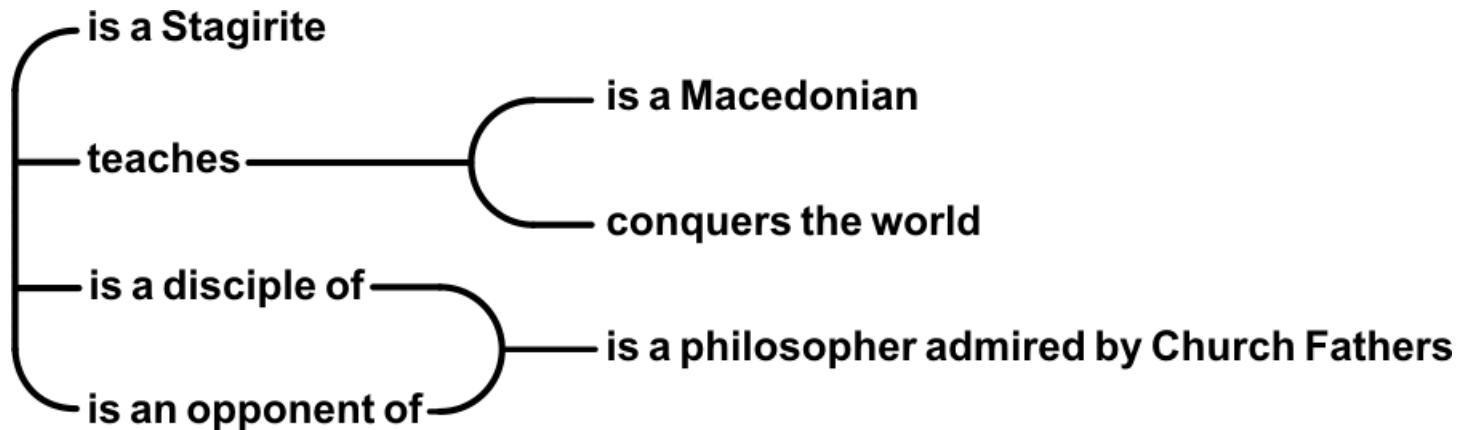 is a Stagirite
is a Macedonian
teaches
conquers the world
is a disciple of
is a philosopher admired by Church Fathers
is an opponent of